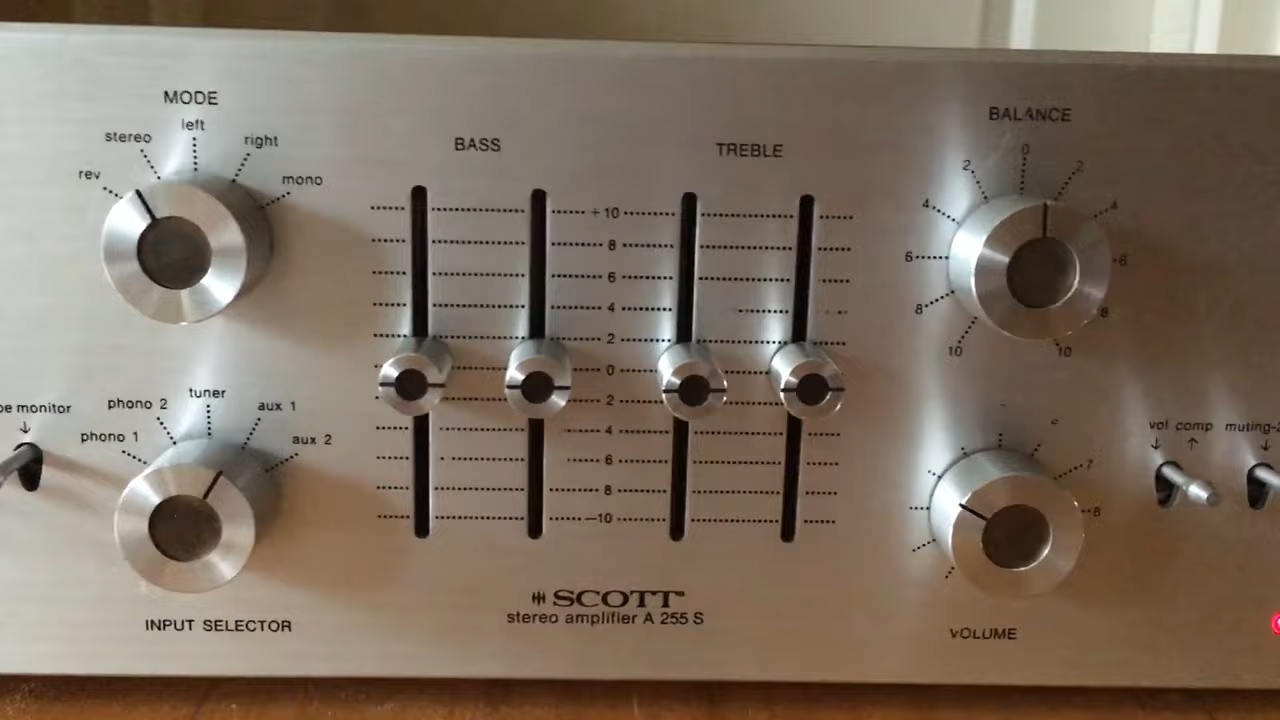 MODE
rev
stereo
left
right
mono
BASS
TREBLE
+10
8
6
4
2
0
2
4
6
8
—10
BALANCE
10
8
6
4
2
0
2
4
6
8
10
monitor
phono 1
phono 2
tuner
aux 1
aux 2
INPUT SELECTOR
SCOTT
stereo amplifier A 255 S
7
8
VOLUME
vol comp
muting